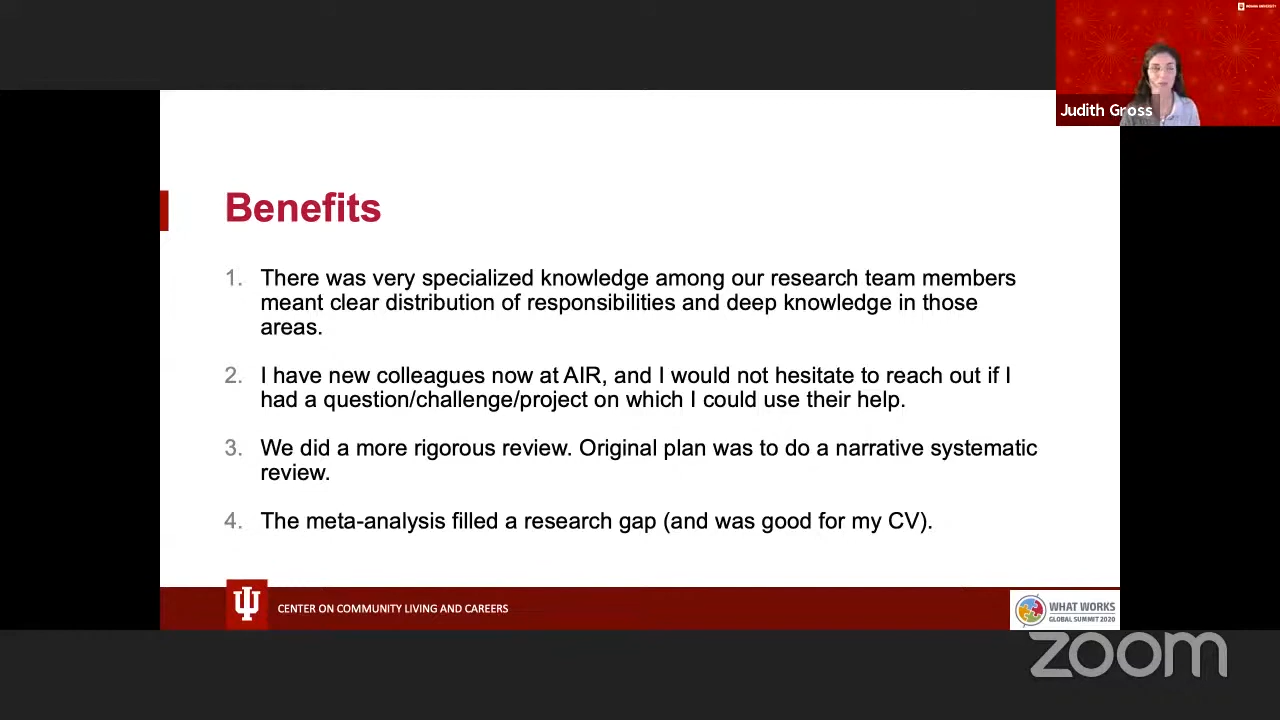 INDIANA UNIVERSITY
Judith Gross
Benefits
1. There was very specialized knowledge among our research team members
meant clear distribution of responsibilities and deep knowledge in those
areas.
2. I have new colleagues now at AIR, and I would not hesitate to reach out if I
had a question/challenge/project on which I could use their help.
3. We did a more rigorous review. Original plan was to do a narrative systematic
review.
4. The meta-analysis filled a research gap (and was good for my CV).
CENTER ON COMMUNITY LIVING AND CAREERS
WHAT WORKS
GLOBAL SUMMIT 2020
zoom